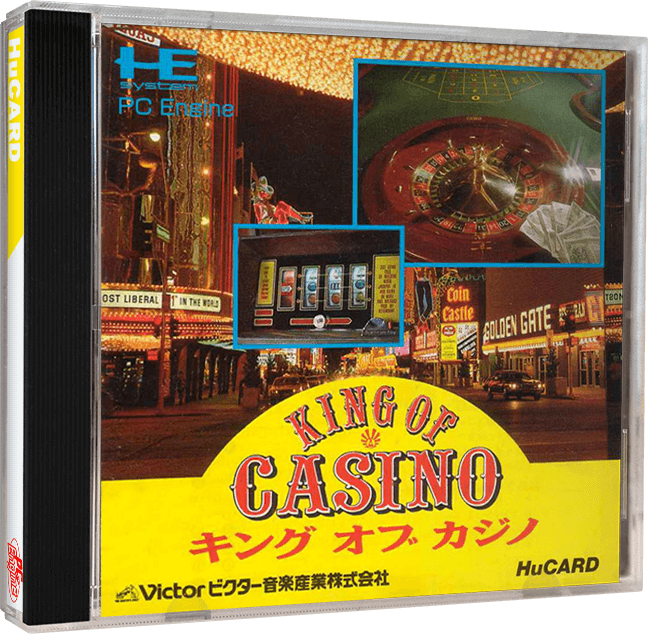 HuCARD
HE
system
PC Engine
OST LIBERAL 1 IN THE WORLD
Coin
Castle
GOLDEN GATE
KING OF
CASINO
キング オブ カジノ
Victor ビクター音楽産業株式会社
HuCARD
PC Engine